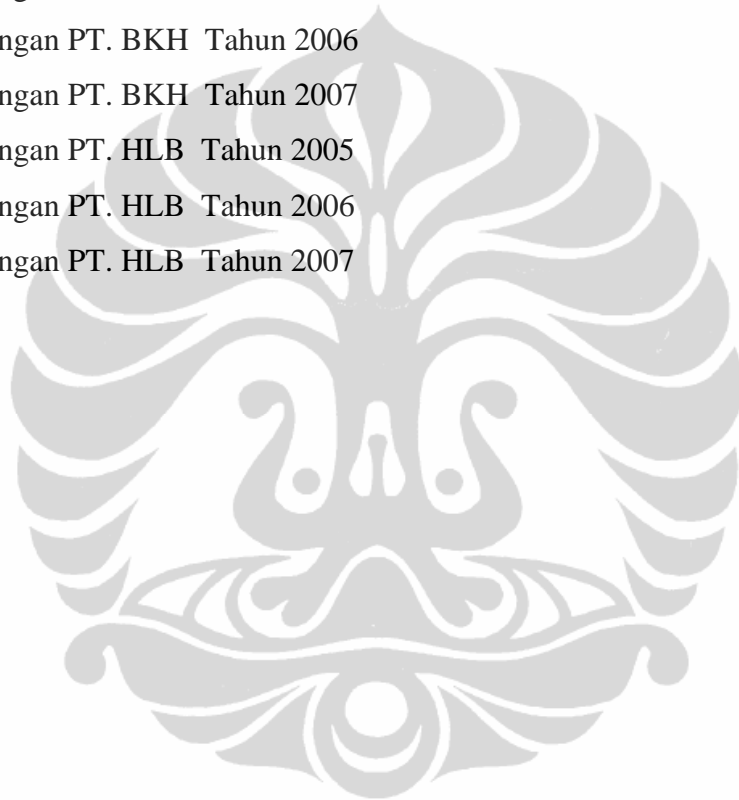 ngan PT. BKH Tahun 2006
ngan PT. BKH Tahun 2007
ngan PT. HLB Tahun 2005
ngan PT. HLB Tahun 2006
ngan PT. HLB Tahun 2007